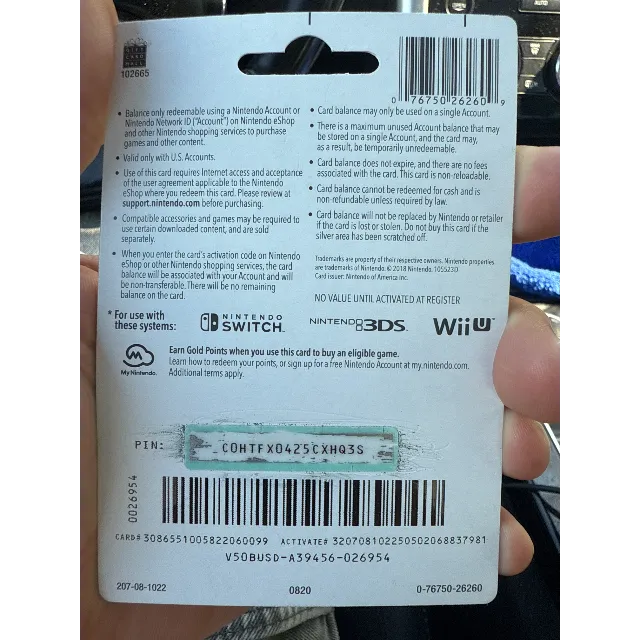 102665
AUTO
0 76750 26260 9
• Balance only redeemable using a Nintendo Account or
Nintendo Network ID ("Account") on Nintendo eShop
and other Nintendo shopping services to purchase
games and other content.
• Valid only with U.S. Accounts.
• Use of this card requires Internet access and acceptance
of the user agreement applicable to the Nintendo
eShop where you redeem this card. Please review at
support.nintendo.com before purchasing.
• Compatible accessories and games may be required to
use certain downloaded content, and are sold
separately.
• When you enter the card's activation code on Nintendo
eShop or other Nintendo shopping services, the card
balance will be associated with your Account and will
be non-transferable. There will be no remaining
balance on the card.
• Card balance may only be used on a single Account.
• There is a maximum unused Account balance that may
be stored on a single Account, and the card may,
as a result, be temporarily unredeemable.
• Card balance does not expire, and there are no fees
associated with the card. This card is non-reloadable.
• Card balance cannot be redeemed for cash and is
non-refundable unless required by law.
• Card balance will not be replaced by Nintendo or retailer
if the card is lost or stolen. Do not buy this card if the
silver area has been scratched off.
Trademarks are property of their respective owners. Nintendo properties
are trademarks of Nintendo. © 2018 Nintendo. 105523D
Card issuer: Nintendo of America Inc.
NO VALUE UNTIL ACTIVATED AT REGISTER
* For use with
these systems:
NINTENDO
SWITCH™
NINTENDO3DS™
WiiU™
My Nintendo™
Earn Gold Points when you use this card to buy an eligible game.
Learn how to redeem your points, or sign up for a free Nintendo Account at my.nintendo.com.
Additional terms apply.
PIN:
C0HTFX0425CXHQ3S
0026954
CARD# 3086551005822060099 ACTIVATE# 320708102250502068837981
V50BUSD-A39456-026954
207-08-1022
0820
0-76750-26260